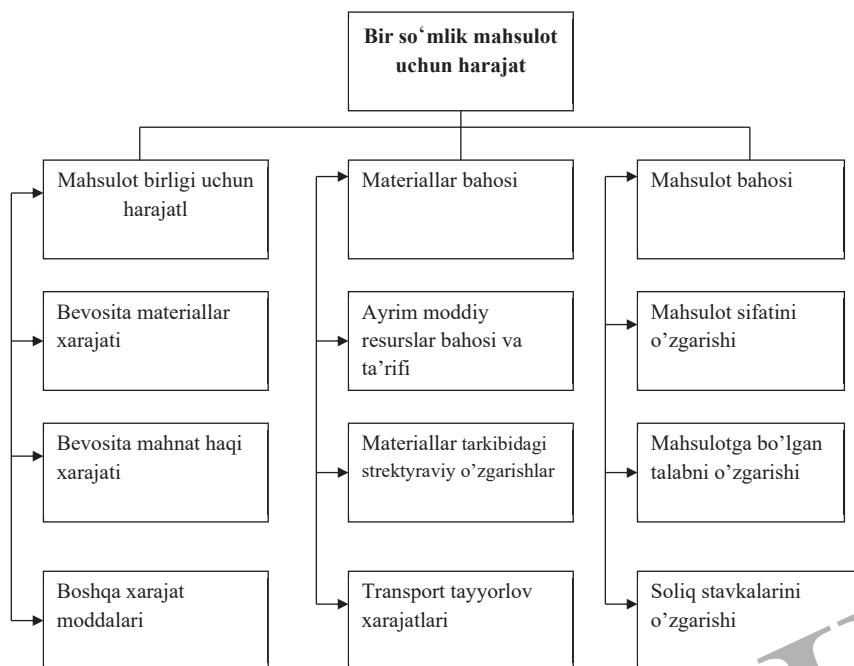 Bir so‘mlik mahsulot
uchun harajat
Mahsulot birligi uchun
harajatl
Materiallar bahosi
Mahsulot bahosi
Bevosita materiallar
xarajati
Ayrim moddiy
resurslar bahosi va
ta’rifi
Mahsulot sifatini
o’zgarishi
Bevosita mahnat haqi
xarajati
Materiallar tarkibidagi
strektyraviy o’zgarishlar
Mahsulotga bo’lgan
talabni o’zgarishi
Boshqa xarajat
moddalari
Transport tayyorlov
xarajatlari
Soliq stavkalarini
o’zgarishi